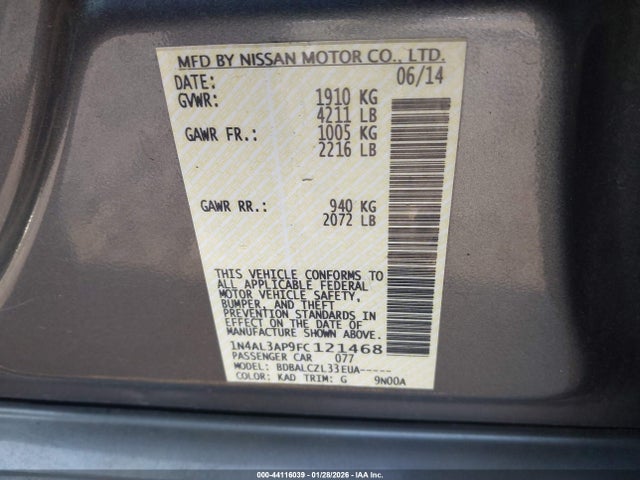 MFD BY NISSAN MOTOR CO., LTD.
DATE: 06/14
GVWR: 1910 KG
4211 LB
GAWR FR.: 1005 KG
2216 LB
GAWR RR.: 940 KG
2072 LB
THIS VEHICLE CONFORMS TO
ALL APPLICABLE FEDERAL
MOTOR VEHICLE SAFETY,
BUMPER, AND THEFT
PREVENTION STANDARDS IN
EFFECT ON THE DATE OF
MANUFACTURE SHOWN ABOVE.
1N4AL3AP9FC121468
PASSENGER CAR 077
MODEL: BDBALCZL33EUA-----
COLOR: KAD TRIM: G 9N00A
000-44116039 - 01/28/2026 - IAA Inc.